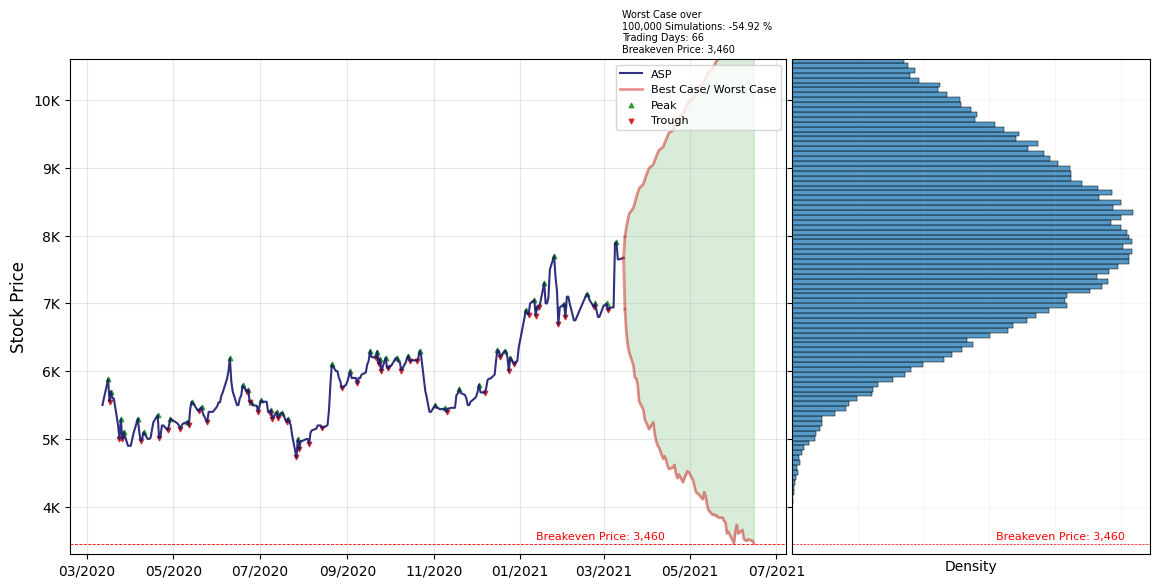 Worst Case over
100,000 Simulations: -54.92 %
Trading Days: 66
Breakeven Price: 3,460
ASP
Best Case/ Worst Case
Peak
Trough
10K
9K
8K
7K
6K
5K
4K
Stock Price
Breakeven Price: 3,460
Breakeven Price: 3,460
03/2020
05/2020
07/2020
09/2020
11/2020
01/2021
03/2021
05/2021
07/2021
Density